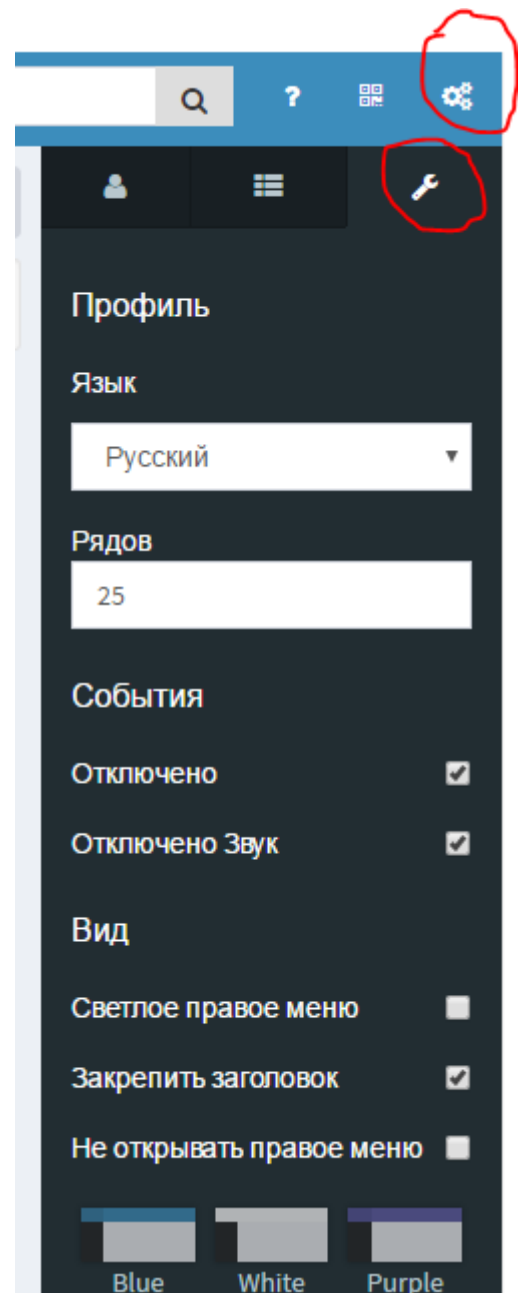 ?
Профиль
Язык
Русский
Рядов
25
События
Отключено
Отключено Звук
Вид
Светлое правое меню
Закрепить заголовок
Не открывать правое меню
Blue White Purple